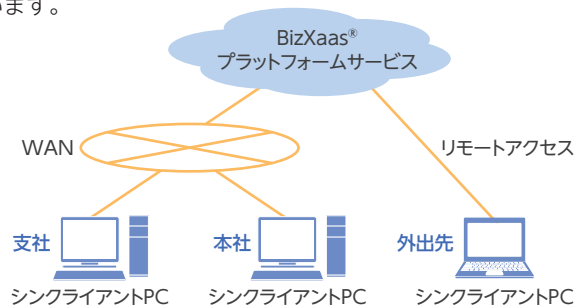 います。
BizXaas®
プラットフォームサービス
WAN
リモートアクセス
支社
本社
外出先
シンクライアントPC
シンクライアントPC
シンクライアントPC